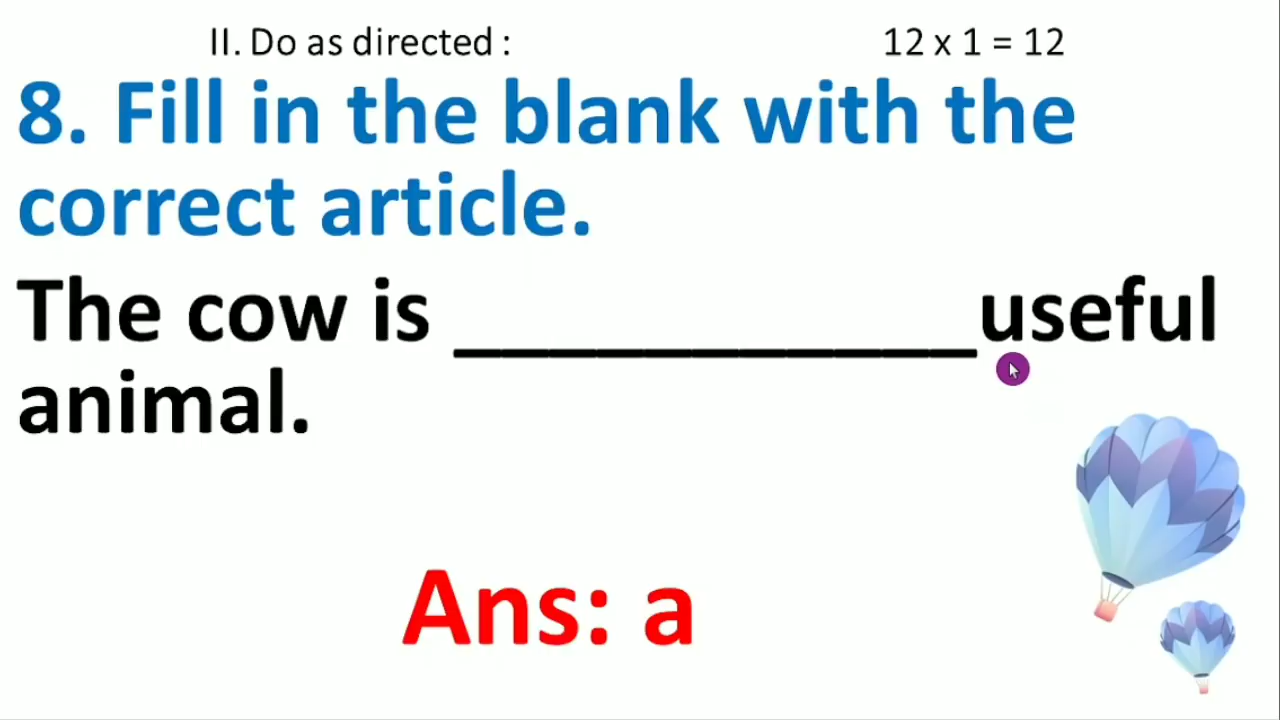 II. Do as directed : 12 x 1 = 12
8. Fill in the blank with the
correct article.
The cow is ___________useful
animal.
Ans: a